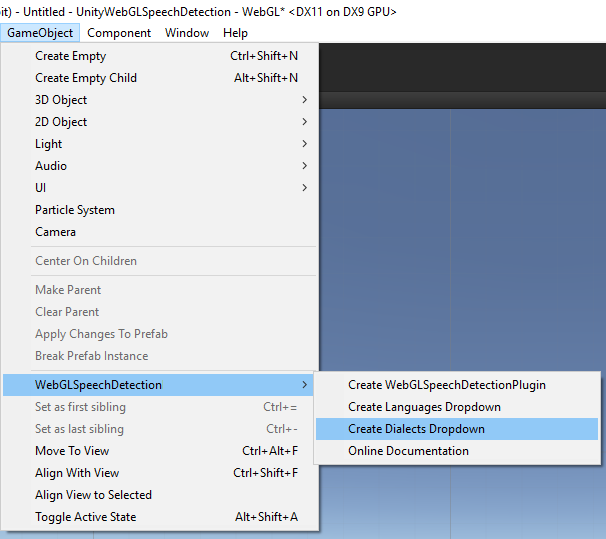 bit) - Untitled - UnityWebGLSpeechDetection - WebGL* <DX11 on DX9 GPU>
GameObject Component Window Help
Create Empty Ctrl+Shift+N
Create Empty Child Alt+Shift+N
3D Object >
2D Object >
Light >
Audio >
UI >
Particle System
Camera
Center On Children
Make Parent
Clear Parent
Apply Changes To Prefab
Break Prefab Instance
WebGLSpeechDetection >
Create WebGLSpeechDetectionPlugin
Create Languages Dropdown
Create Dialects Dropdown
Online Documentation
Set as first sibling Ctrl+=
Set as last sibling Ctrl+-
Move To View Ctrl+Alt+F
Align With View Ctrl+Shift+F
Align View to Selected
Toggle Active State Alt+Shift+A